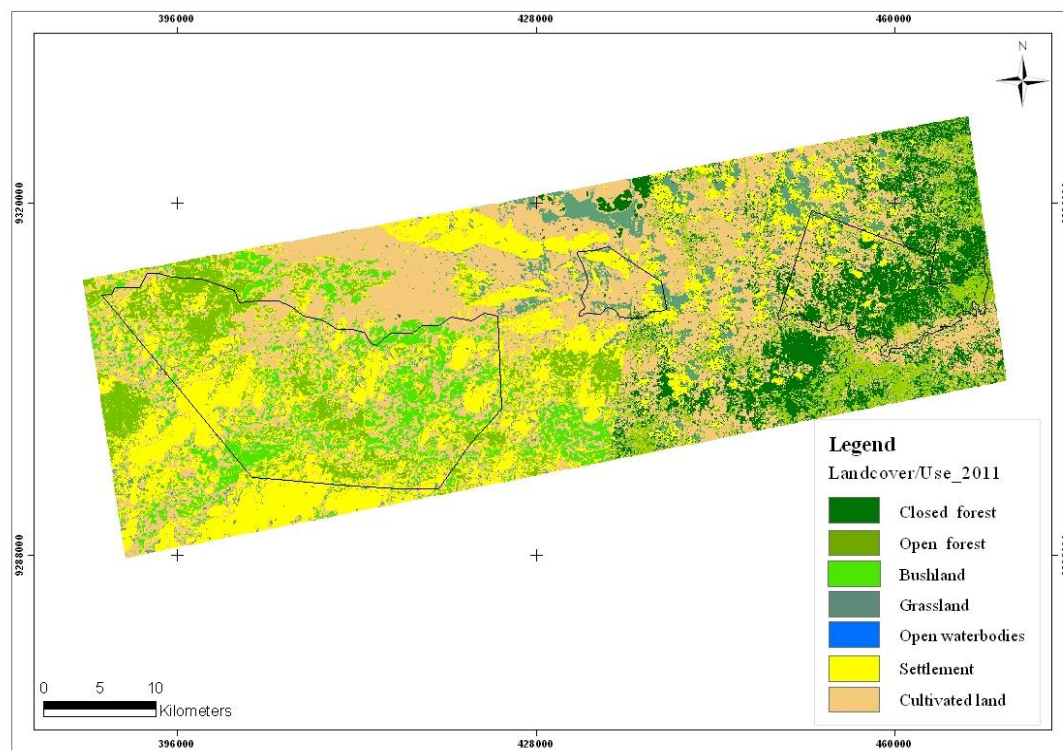 396000 428000 460000
N
9320000
9288000
Legend
Landcover/Use_2011
Closed forest
Open forest
Bushland
Grassland
Open waterbodies
Settlement
Cultivated land
0 5 10
Kilometers
396000 428000 460000